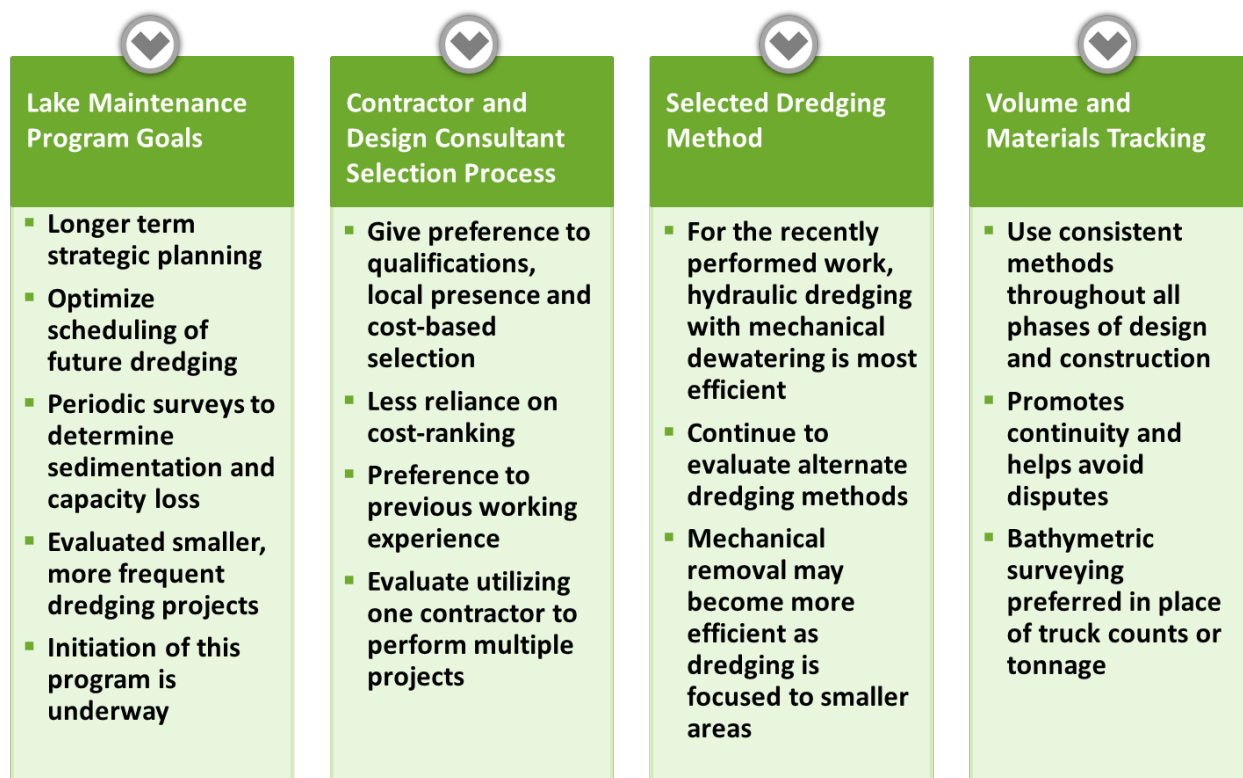 Lake Maintenance
Program Goals
▪ Longer term
strategic planning
▪ Optimize
scheduling of
future dredging
▪ Periodic surveys to
determine
sedimentation and
capacity loss
▪ Evaluated smaller,
more frequent
dredging projects
▪ Initiation of this
program is
underway
Contractor and
Design Consultant
Selection Process
▪ Give preference to
qualifications,
local presence and
cost-based
selection
▪ Less reliance on
cost-ranking
▪ Preference to
previous working
experience
▪ Evaluate utilizing
one contractor to
perform multiple
projects
Selected Dredging
Method
▪ For the recently
performed work,
hydraulic dredging
with mechanical
dewatering is most
efficient
▪ Continue to
evaluate alternate
dredging methods
▪ Mechanical
removal may
become more
efficient as
dredging is
focused to smaller
areas
Volume and
Materials Tracking
▪ Use consistent
methods
throughout all
phases of design
and construction
▪ Promotes
continuity and
helps avoid
disputes
▪ Bathymetric
surveying
preferred in place
of truck counts or
tonnage